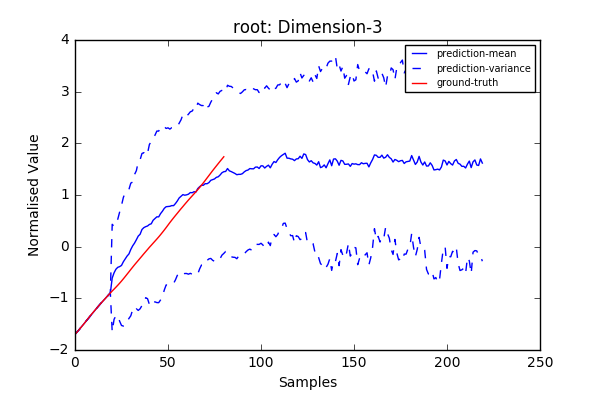 root: Dimension-3
prediction-mean
prediction-variance
ground-truth
Normalised Value
4
3
2
1
0
−1
−2
0 50 100 150 200 250
Samples